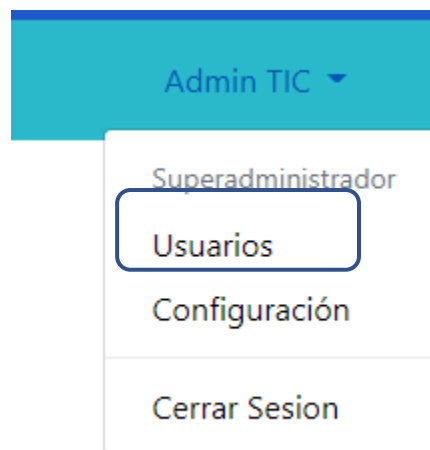 Admin TIC
Superadministrador
Usuarios
Configuración
Cerrar Sesion